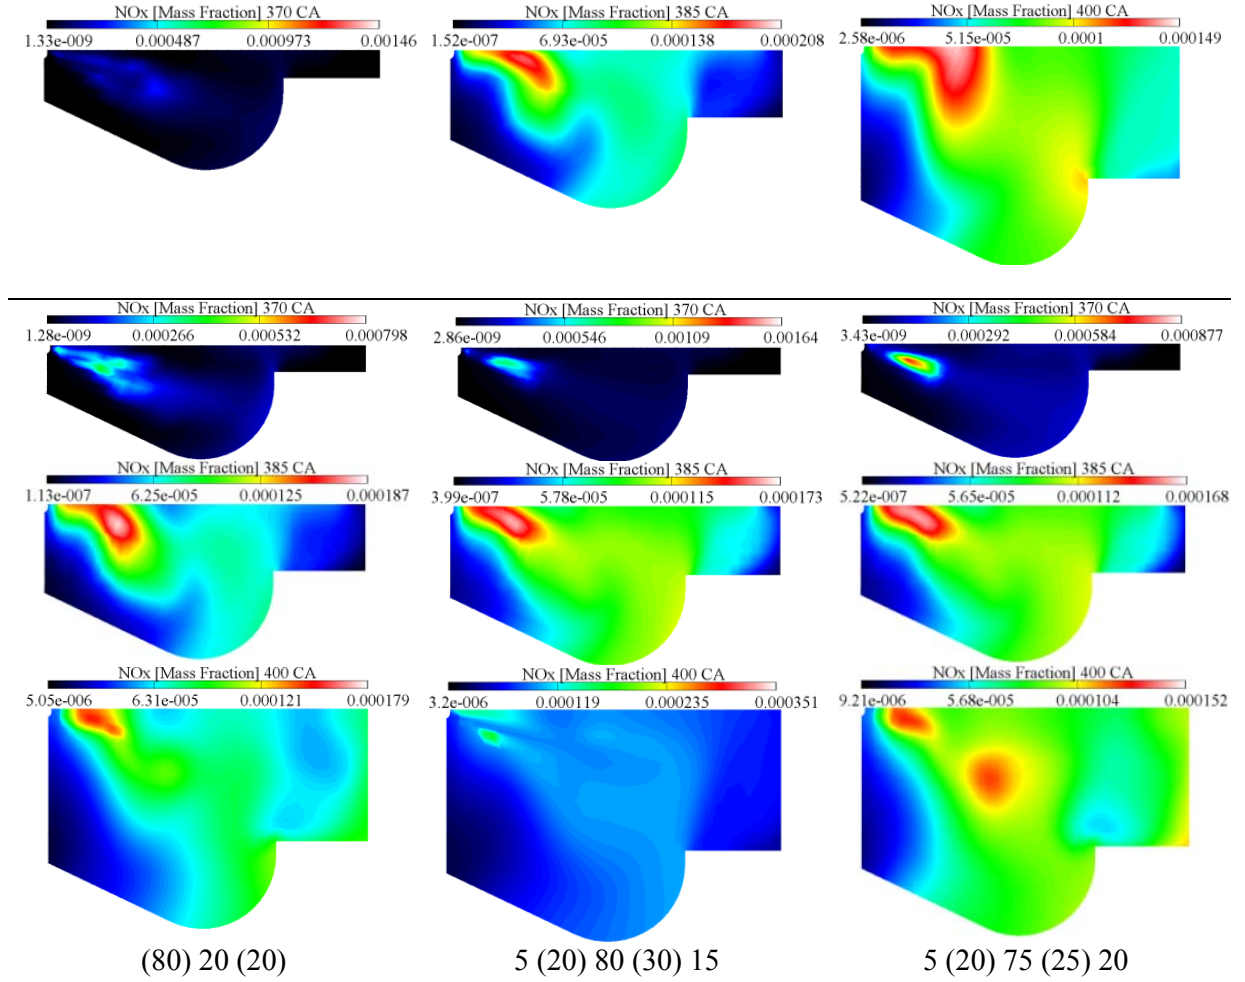 NOx [Mass Fraction] 370 CA
1.33e-009 0.000487 0.000973 0.00146
NOx [Mass Fraction] 385 CA
1.52e-007 6.93e-005 0.000138 0.000208
NOx [Mass Fraction] 400 CA
2.58e-006 5.15e-005 0.0001 0.000149
NOx [Mass Fraction] 370 CA
1.28e-009 0.000266 0.000532 0.000798
NOx [Mass Fraction] 370 CA
2.86e-009 0.000546 0.00109 0.00164
NOx [Mass Fraction] 370 CA
3.43e-009 0.000292 0.000584 0.000877
NOx [Mass Fraction] 385 CA
1.13e-007 6.25e-005 0.000125 0.000187
NOx [Mass Fraction] 385 CA
3.99e-007 5.78e-005 0.000115 0.000173
NOx [Mass Fraction] 385 CA
5.22e-007 5.65e-005 0.000112 0.000168
NOx [Mass Fraction] 400 CA
5.05e-006 6.31e-005 0.000121 0.000179
NOx [Mass Fraction] 400 CA
3.2e-006 0.000119 0.000235 0.000351
NOx [Mass Fraction] 400 CA
9.21e-006 5.68e-005 0.000104 0.000152
(80) 20 (20)
5 (20) 80 (30) 15
5 (20) 75 (25) 20